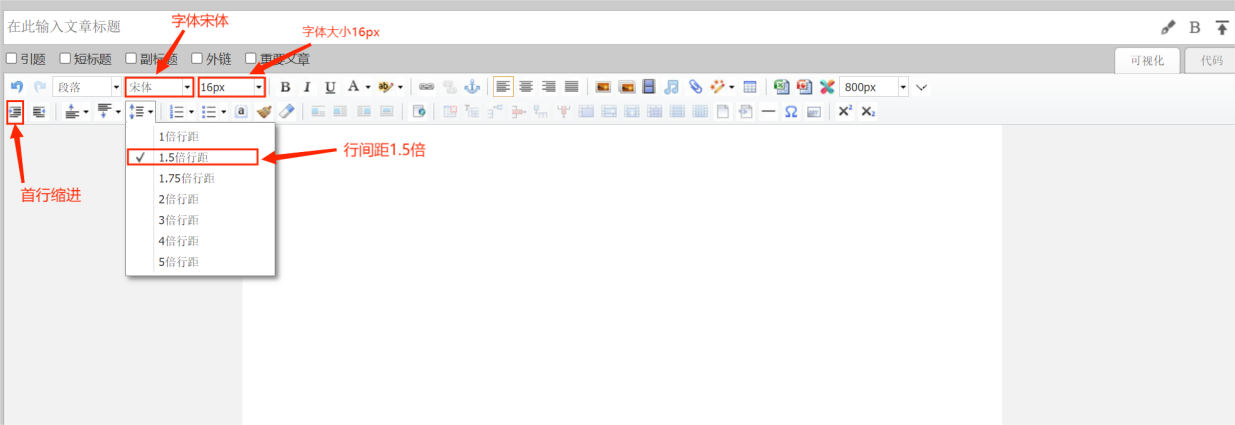 在此输入文章标题
字体宋体
字体大小16px
B
引题 短标题 副标题 外链 重要文章
可视化 代码
段落 宋体 16px B I U A ab 800px
a Ω X² X₂
1倍行距
1.5倍行距
行间距1.5倍
1.75倍行距
首行缩进
2倍行距
3倍行距
4倍行距
5倍行距